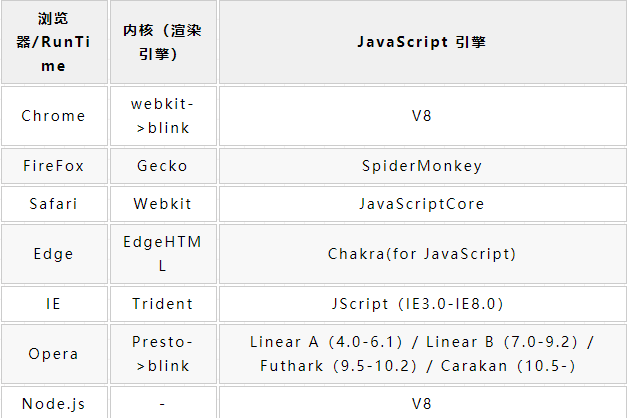 浏览
器/RunTi
me
内核（渲染
引擎）
JavaScript 引擎
Chrome
webkit-
>blink
V8
FireFox
Gecko
SpiderMonkey
Safari
Webkit
JavaScriptCore
Edge
EdgeHTM
L
Chakra(for JavaScript)
IE
Trident
JScript（IE3.0-IE8.0）
Opera
Presto-
>blink
Linear A（4.0-6.1）/ Linear B（7.0-9.2）/
Futhark（9.5-10.2）/ Carakan（10.5-）
Node.js
-
V8